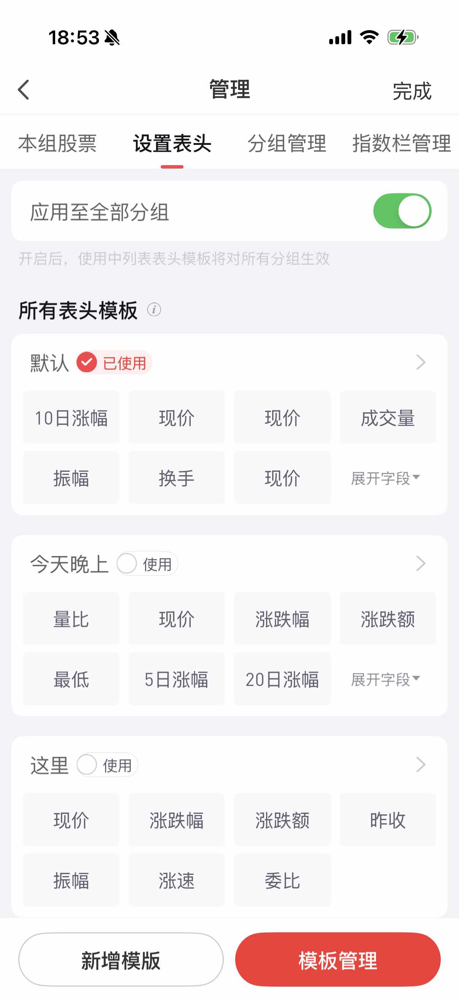 18:53
管理
完成
本组股票 设置表头 分组管理 指数栏管理
应用至全部分组
开启后，使用中列表表头模板将对所有分组生效
所有表头模板 i
默认 已使用
10日涨幅 现价 现价 成交量
振幅 换手 现价 展开字段
今天晚上 使用
量比 现价 涨跌幅 涨跌额
最低 5日涨幅 20日涨幅 展开字段
这里 使用
现价 涨跌幅 涨跌额 昨收
振幅 涨速 委比
新增模版 模板管理